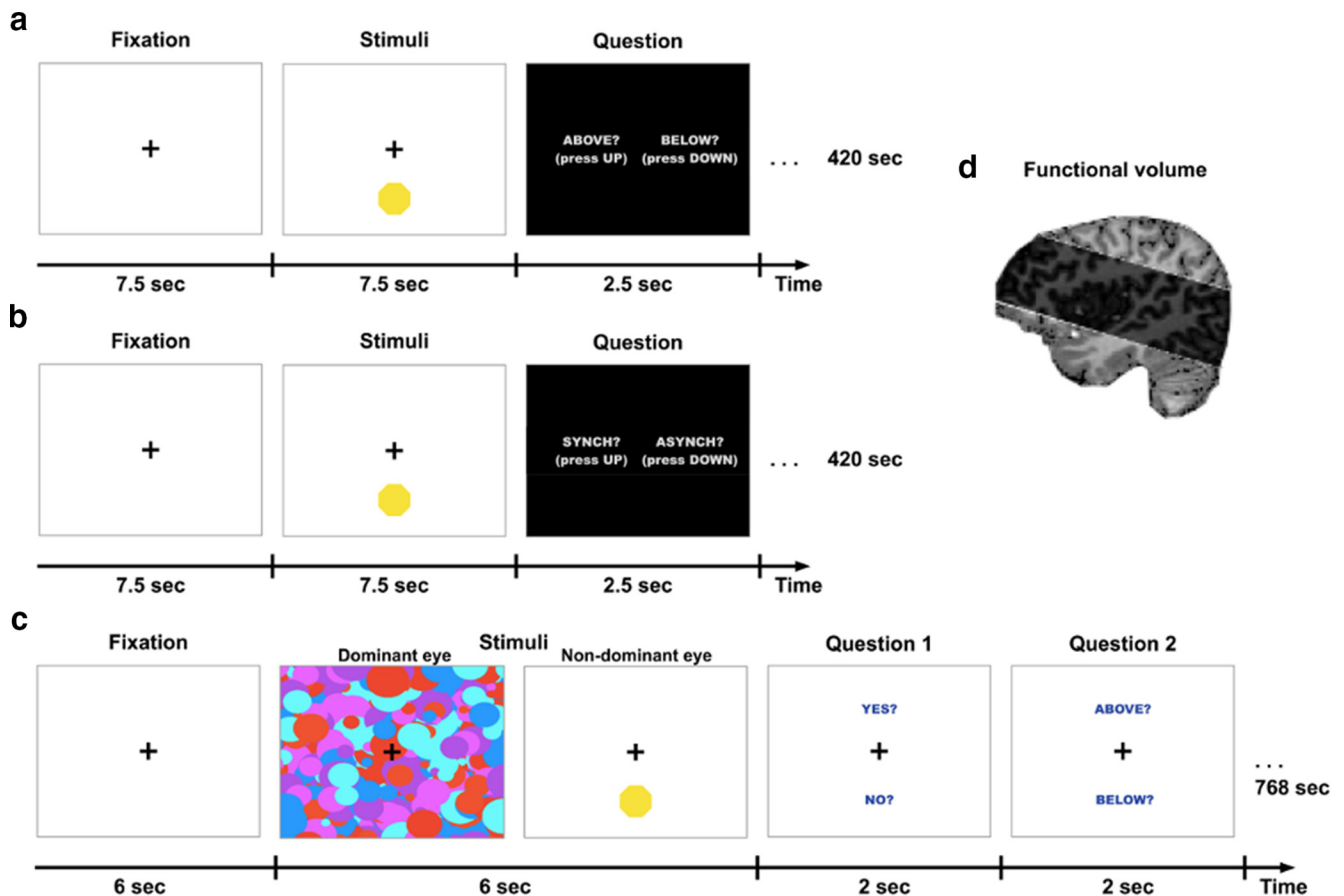 a
Fixation
Stimuli
Question
+
+
ABOVE?
(press UP)
BELOW?
(press DOWN)
... 420 sec
7.5 sec
7.5 sec
2.5 sec
Time
d
Functional volume
b
Fixation
Stimuli
Question
+
+
SYNCH?
(press UP)
ASYNCH?
(press DOWN)
... 420 sec
7.5 sec
7.5 sec
2.5 sec
Time
c
Fixation
Stimuli
Dominant eye
Non-dominant eye
Question 1
Question 2
+
+
+
YES?
+
NO?
ABOVE?
+
BELOW?
...
768 sec
6 sec
6 sec
2 sec
2 sec
Time